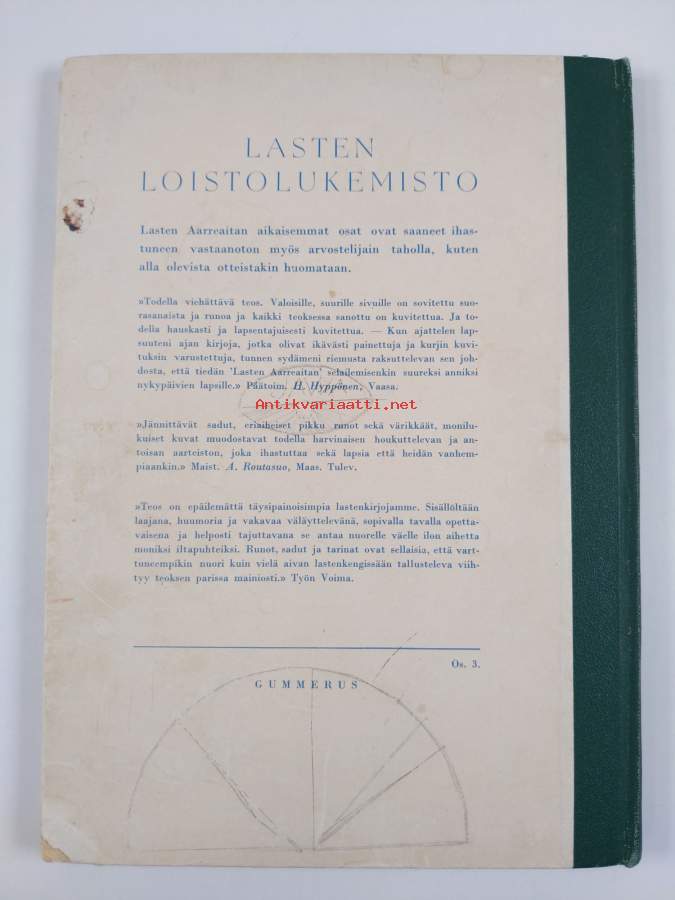 LASTEN
LOISTOLUKEMISTO
Lasten Aarreaitan aikaisemmat osat ovat saaneet ihas-
tuneen vastaanoton myös arvostelijain taholla, kuten
alla olevista otteistakin huomataan.
»Todella viehättävä teos. Valoisille, suurille sivuille on sovitettu suo-
rasanaista ja runoa ja kaikki teoksessa sanottu on kuvitettu. Ja to-
della hauskasti ja lapsentajuisesti kuvitettua. — Kun ajattelen lap-
suuteni ajan kirjoja, jotka olivat ikävästi painettuja ja kurjin kuvi-
tuksin varustettuja, tunnen sydämeni riemusta raksuttelevan sen joh-
dosta, että tiedän 'Lasten Aarreaitan' selailemisenkin suureksi anniksi
nykypäivien lapsille.» Päätoim. H. Hyppönen, Vaasa.
Antikvariaatti.net
»Jännittävät sadut, eriaiheiset pikku runot sekä värikkäät, monilu-
kuiset kuvat muodostavat todella harvinaisen houkuttelevan ja an-
toisan aarteiston, joka ihastuttaa sekä lapsia että heidän vanhem-
piaankin.» Maist. A. Routasuo, Maas. Tulev.
»Teos on epäilemättä täysipainoisimpia lastenkirjojamme. Sisällöltään
laajana, huumoria ja vakavaa väläyttelevänä, sopivalla tavalla opetta-
vaisena ja helposti tajuttavana se antaa nuorelle väelle ilon aihetta
moniksi iltapuhteiksi. Runot, sadut ja tarinat ovat sellaisia, että vart-
tuneempikin nuori kuin vielä aivan lastenkengissään tallusteleva viih-
tyy teoksen parissa mainiosti.» Työn Voima.
Os. 3.
GUMMERUS